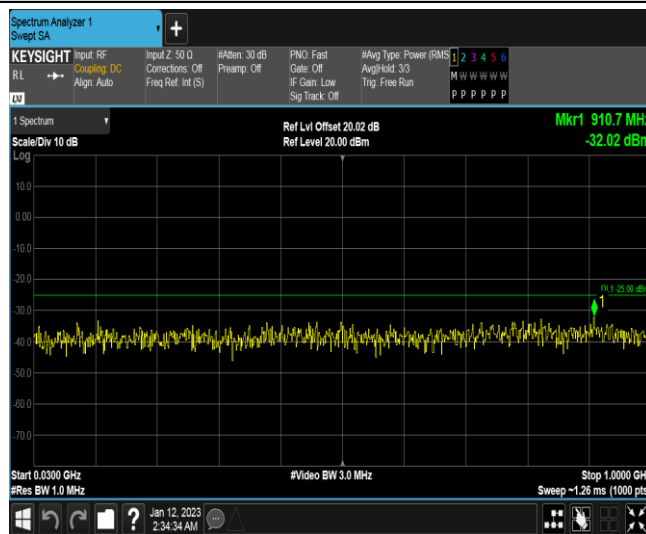 Spectrum Analyzer 1
Swept SA
+
KEYSIGHT
RL
LXI
Input: RF
Coupling: DC
Align: Auto
Input Z: 50 Ω
Corrections: Off
Freq Ref: Int (S)
#Atten: 30 dB
Preamp: Off
PNO: Fast
Gate: Off
IF Gain: Low
Sig Track: Off
#Avg Type: Power (RMS
Avg|Hold: 3/3
Trig: Free Run
1 2 3 4 5 6
M W W W W W
P P P P P P
1 Spectrum
Scale/Div 10 dB
Log
Ref Lvl Offset 20.02 dB
Ref Level 20.00 dBm
Mkr1 910.7 MHz
-32.02 dBm
10.0
0.00
-10.0
-20.0
DL1 -25.00 dBm
1
-30.0
-40.0
-50.0
-60.0
-70.0
Start 0.0300 GHz
#Res BW 1.0 MHz
#Video BW 3.0 MHz
Stop 1.0000 GH
Sweep ~1.26 ms (1000 pts
?
Jan 12, 2023
2:34:34 AM